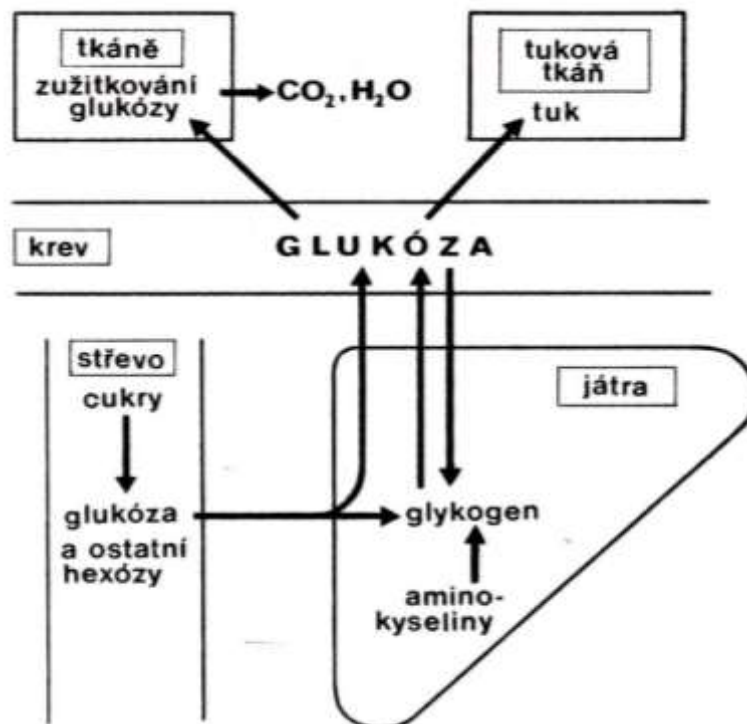 tkáně
zužitkování
glukózy
CO₂, H₂O
tuková
tkáň
tuk
krev
GLUKÓZA
střevo
cukry
glukóza
a ostatní
hexózy
játra
glykogen
amino-
kyseliny